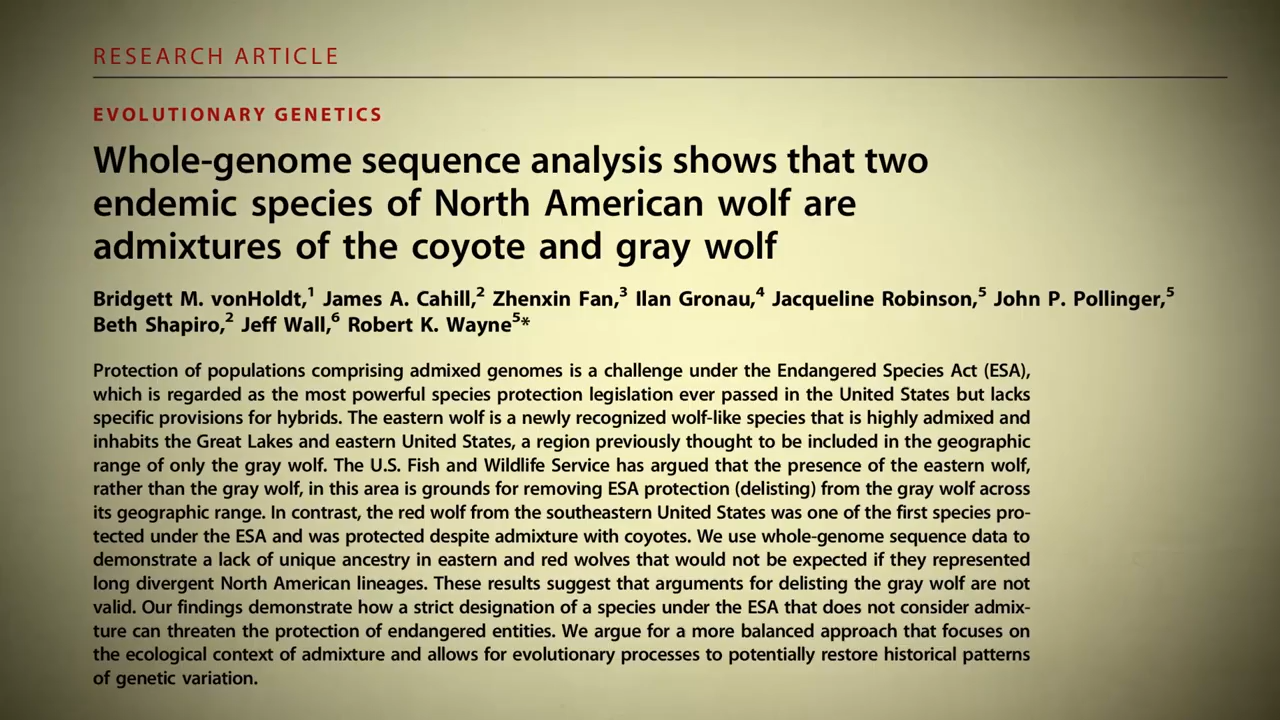 RESEARCH ARTICLE
EVOLUTIONARY GENETICS
Whole-genome sequence analysis shows that two
endemic species of North American wolf are
admixtures of the coyote and gray wolf
Bridgett M. vonHoldt,¹ James A. Cahill,² Zhenxin Fan,³ Ilan Gronau,⁴ Jacqueline Robinson,⁵ John P. Pollinger,⁵
Beth Shapiro,² Jeff Wall,⁶ Robert K. Wayne⁵*
Protection of populations comprising admixed genomes is a challenge under the Endangered Species Act (ESA),
which is regarded as the most powerful species protection legislation ever passed in the United States but lacks
specific provisions for hybrids. The eastern wolf is a newly recognized wolf-like species that is highly admixed and
inhabits the Great Lakes and eastern United States, a region previously thought to be included in the geographic
range of only the gray wolf. The U.S. Fish and Wildlife Service has argued that the presence of the eastern wolf,
rather than the gray wolf, in this area is grounds for removing ESA protection (delisting) from the gray wolf across
its geographic range. In contrast, the red wolf from the southeastern United States was one of the first species pro-
tected under the ESA and was protected despite admixture with coyotes. We use whole-genome sequence data to
demonstrate a lack of unique ancestry in eastern and red wolves that would not be expected if they represented
long divergent North American lineages. These results suggest that arguments for delisting the gray wolf are not
valid. Our findings demonstrate how a strict designation of a species under the ESA that does not consider admix-
ture can threaten the protection of endangered entities. We argue for a more balanced approach that focuses on
the ecological context of admixture and allows for evolutionary processes to potentially restore historical patterns
of genetic variation.